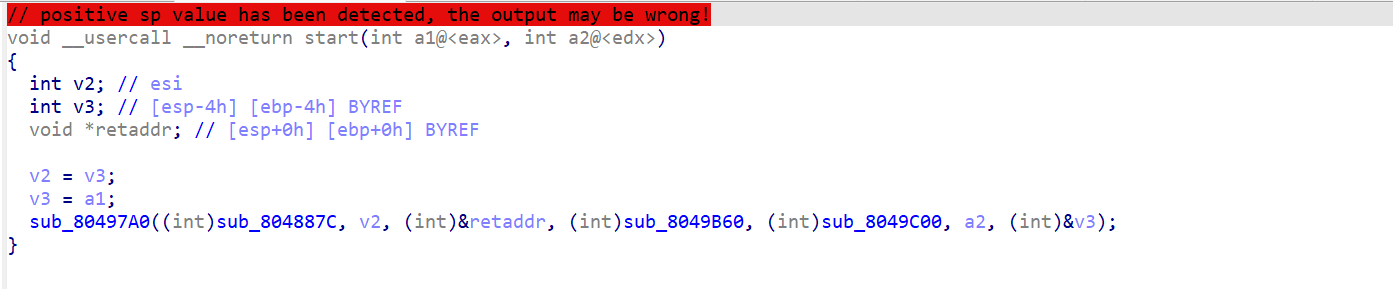 // positive sp value has been detected, the output may be wrong!
void __usercall __noreturn start(int a1@<eax>, int a2@<edx>)
{
  int v2; // esi
  int v3; // [esp-4h] [ebp-4h] BYREF
  void *retaddr; // [esp+0h] [ebp+0h] BYREF

  v2 = v3;
  v3 = a1;
  sub_80497A0((int)sub_804887C, v2, (int)&retaddr, (int)sub_8049B60, (int)sub_8049C00, a2, (int)&v3);
}